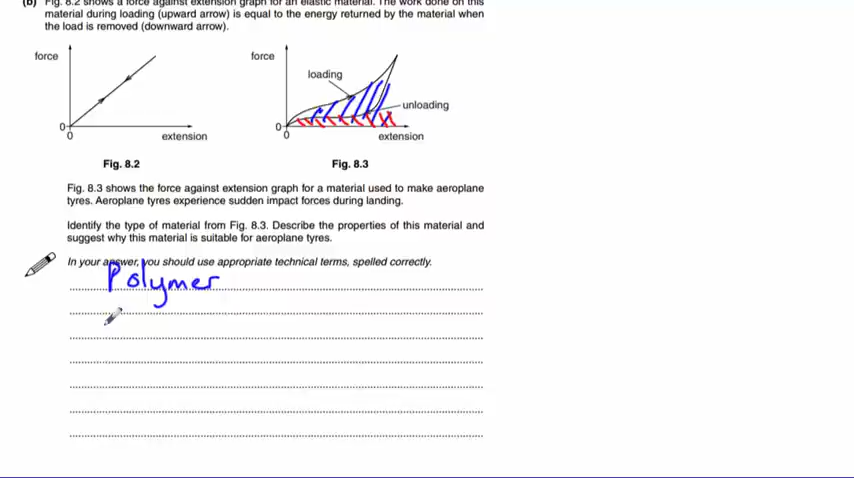 (b) Fig. 8.2 shows a force against extension graph for an elastic material. The work done on this
material during loading (upward arrow) is equal to the energy returned by the material when
the load is removed (downward arrow).
force
force
loading
unloading
0
0
extension
0
0
extension
Fig. 8.2
Fig. 8.3
Fig. 8.3 shows the force against extension graph for a material used to make aeroplane
tyres. Aeroplane tyres experience sudden impact forces during landing.
Identify the type of material from Fig. 8.3. Describe the properties of this material and
suggest why this material is suitable for aeroplane tyres.
In your answer, you should use appropriate technical terms, spelled correctly.
Polymer